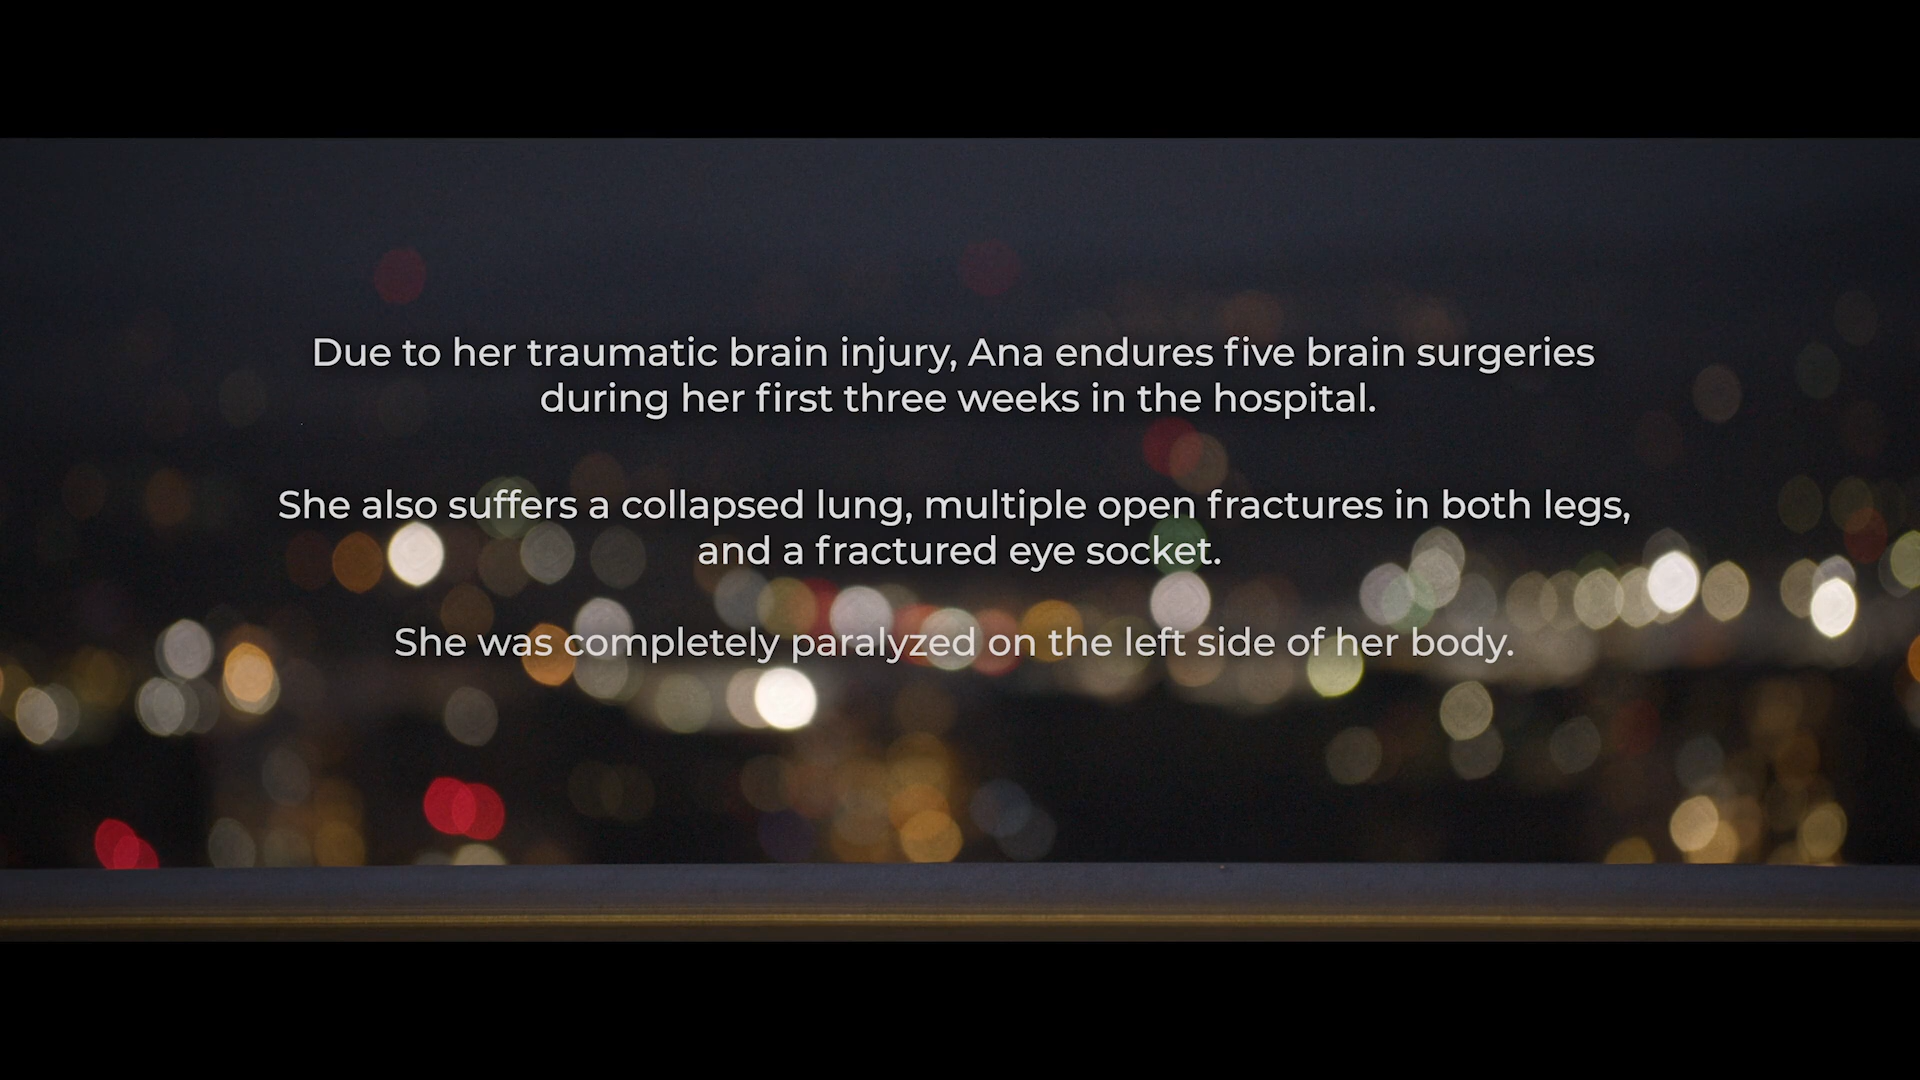 Due to her traumatic brain injury, Ana endures five brain surgeries
during her first three weeks in the hospital.
She also suffers a collapsed lung, multiple open fractures in both legs,
and a fractured eye socket.
She was completely paralyzed on the left side of her body.